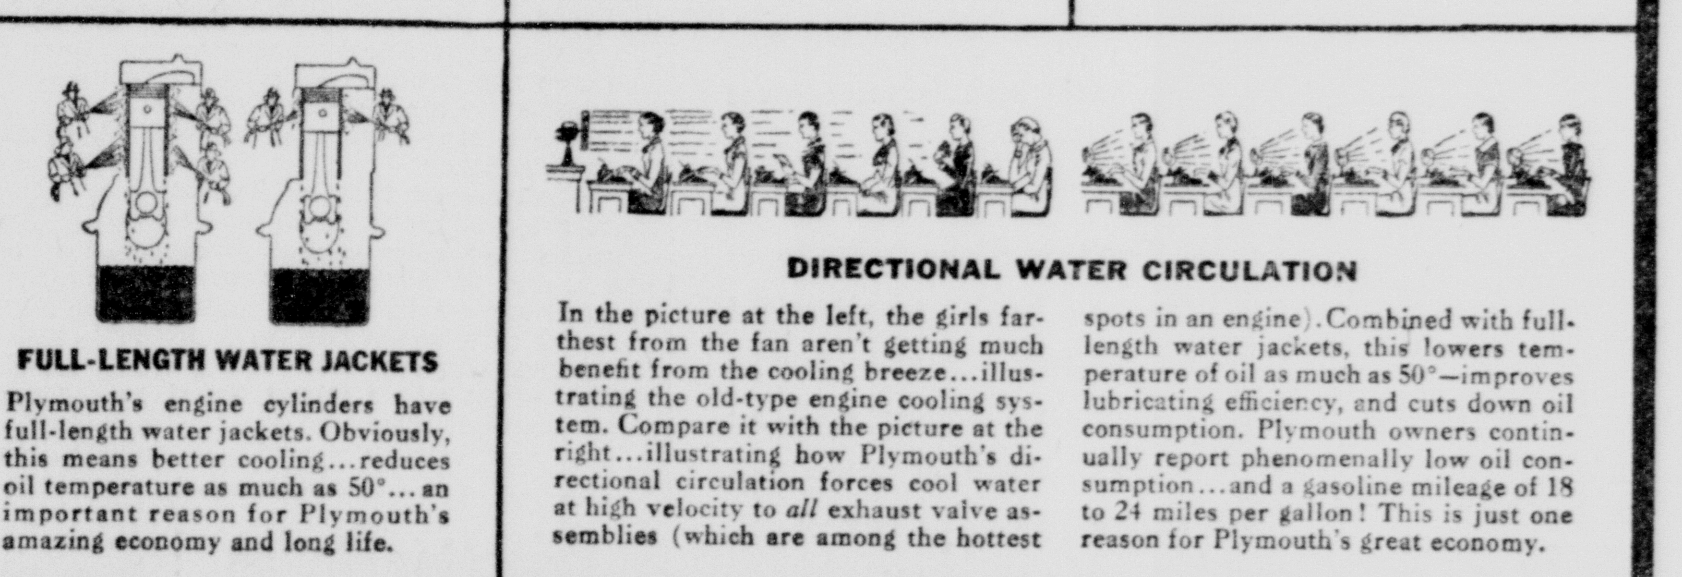 FULL-LENGTH WATER JACKETS
Plymouth's engine cylinders have
full-length water jackets. Obviously,
this means better cooling...reduces
oil temperature as much as 50°...an
important reason for Plymouth's
amazing economy and long life.
DIRECTIONAL WATER CIRCULATION
In the picture at the left, the girls far-
thest from the fan aren't getting much
benefit from the cooling breeze...illus-
trating the old-type engine cooling sys-
tem. Compare it with the picture at the
right...illustrating how Plymouth's di-
rectional circulation forces cool water
at high velocity to all exhaust valve as-
semblies (which are among the hottest
spots in an engine). Combined with full-
length water jackets, this lowers tem-
perature of oil as much as 50°—improves
lubricating efficiency, and cuts down oil
consumption. Plymouth owners contin-
ually report phenomenally low oil con-
sumption...and a gasoline mileage of 18
to 24 miles per gallon! This is just one
reason for Plymouth's great economy.